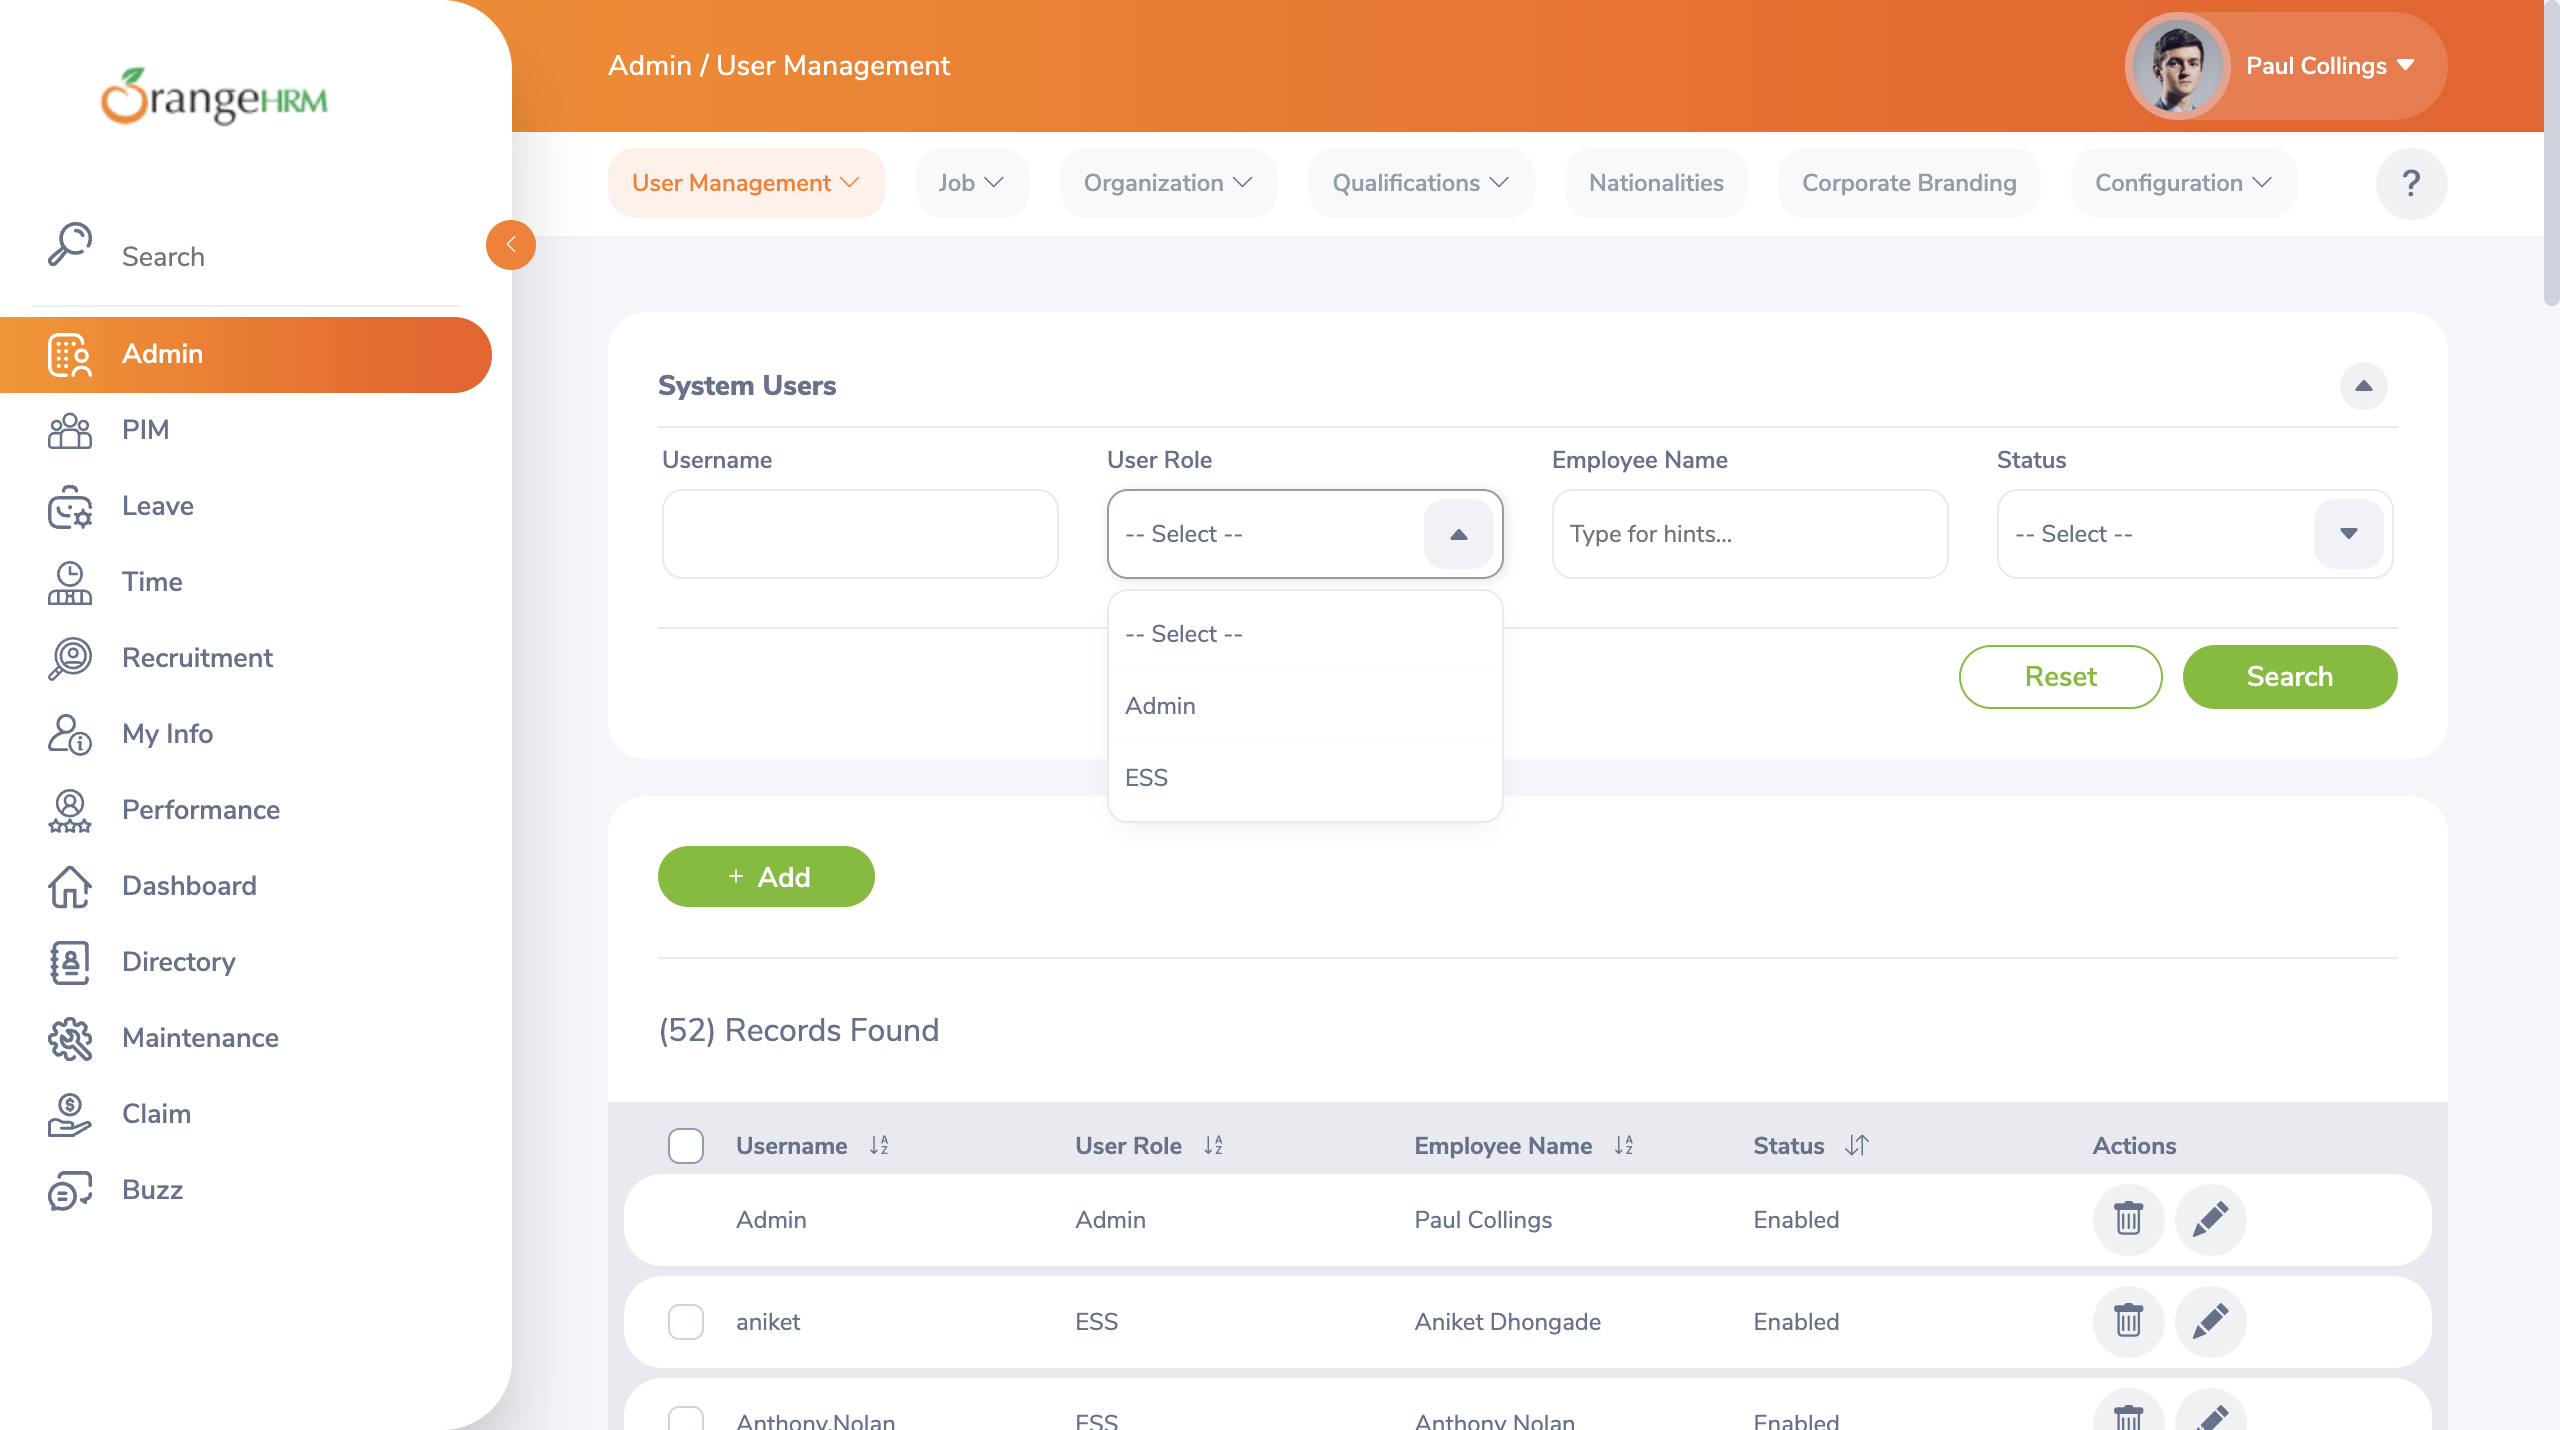 OrangeHRM
Admin / User Management
Paul Collings
User Management
Job
Organization
Qualifications
Nationalities
Corporate Branding
Configuration
?
Search
Admin
PIM
Leave
Time
Recruitment
My Info
Performance
Dashboard
Directory
Maintenance
Claim
Buzz
System Users
Username
User Role
Employee Name
Status
-- Select --
Type for hints...
-- Select --
-- Select --
Admin
ESS
Reset
Search
+ Add
(52) Records Found
Username User Role Employee Name Status Actions
Admin Admin Paul Collings Enabled
aniket ESS Aniket Dhongade Enabled
Anthony.Nolan ESS Anthony Nolan Enabled